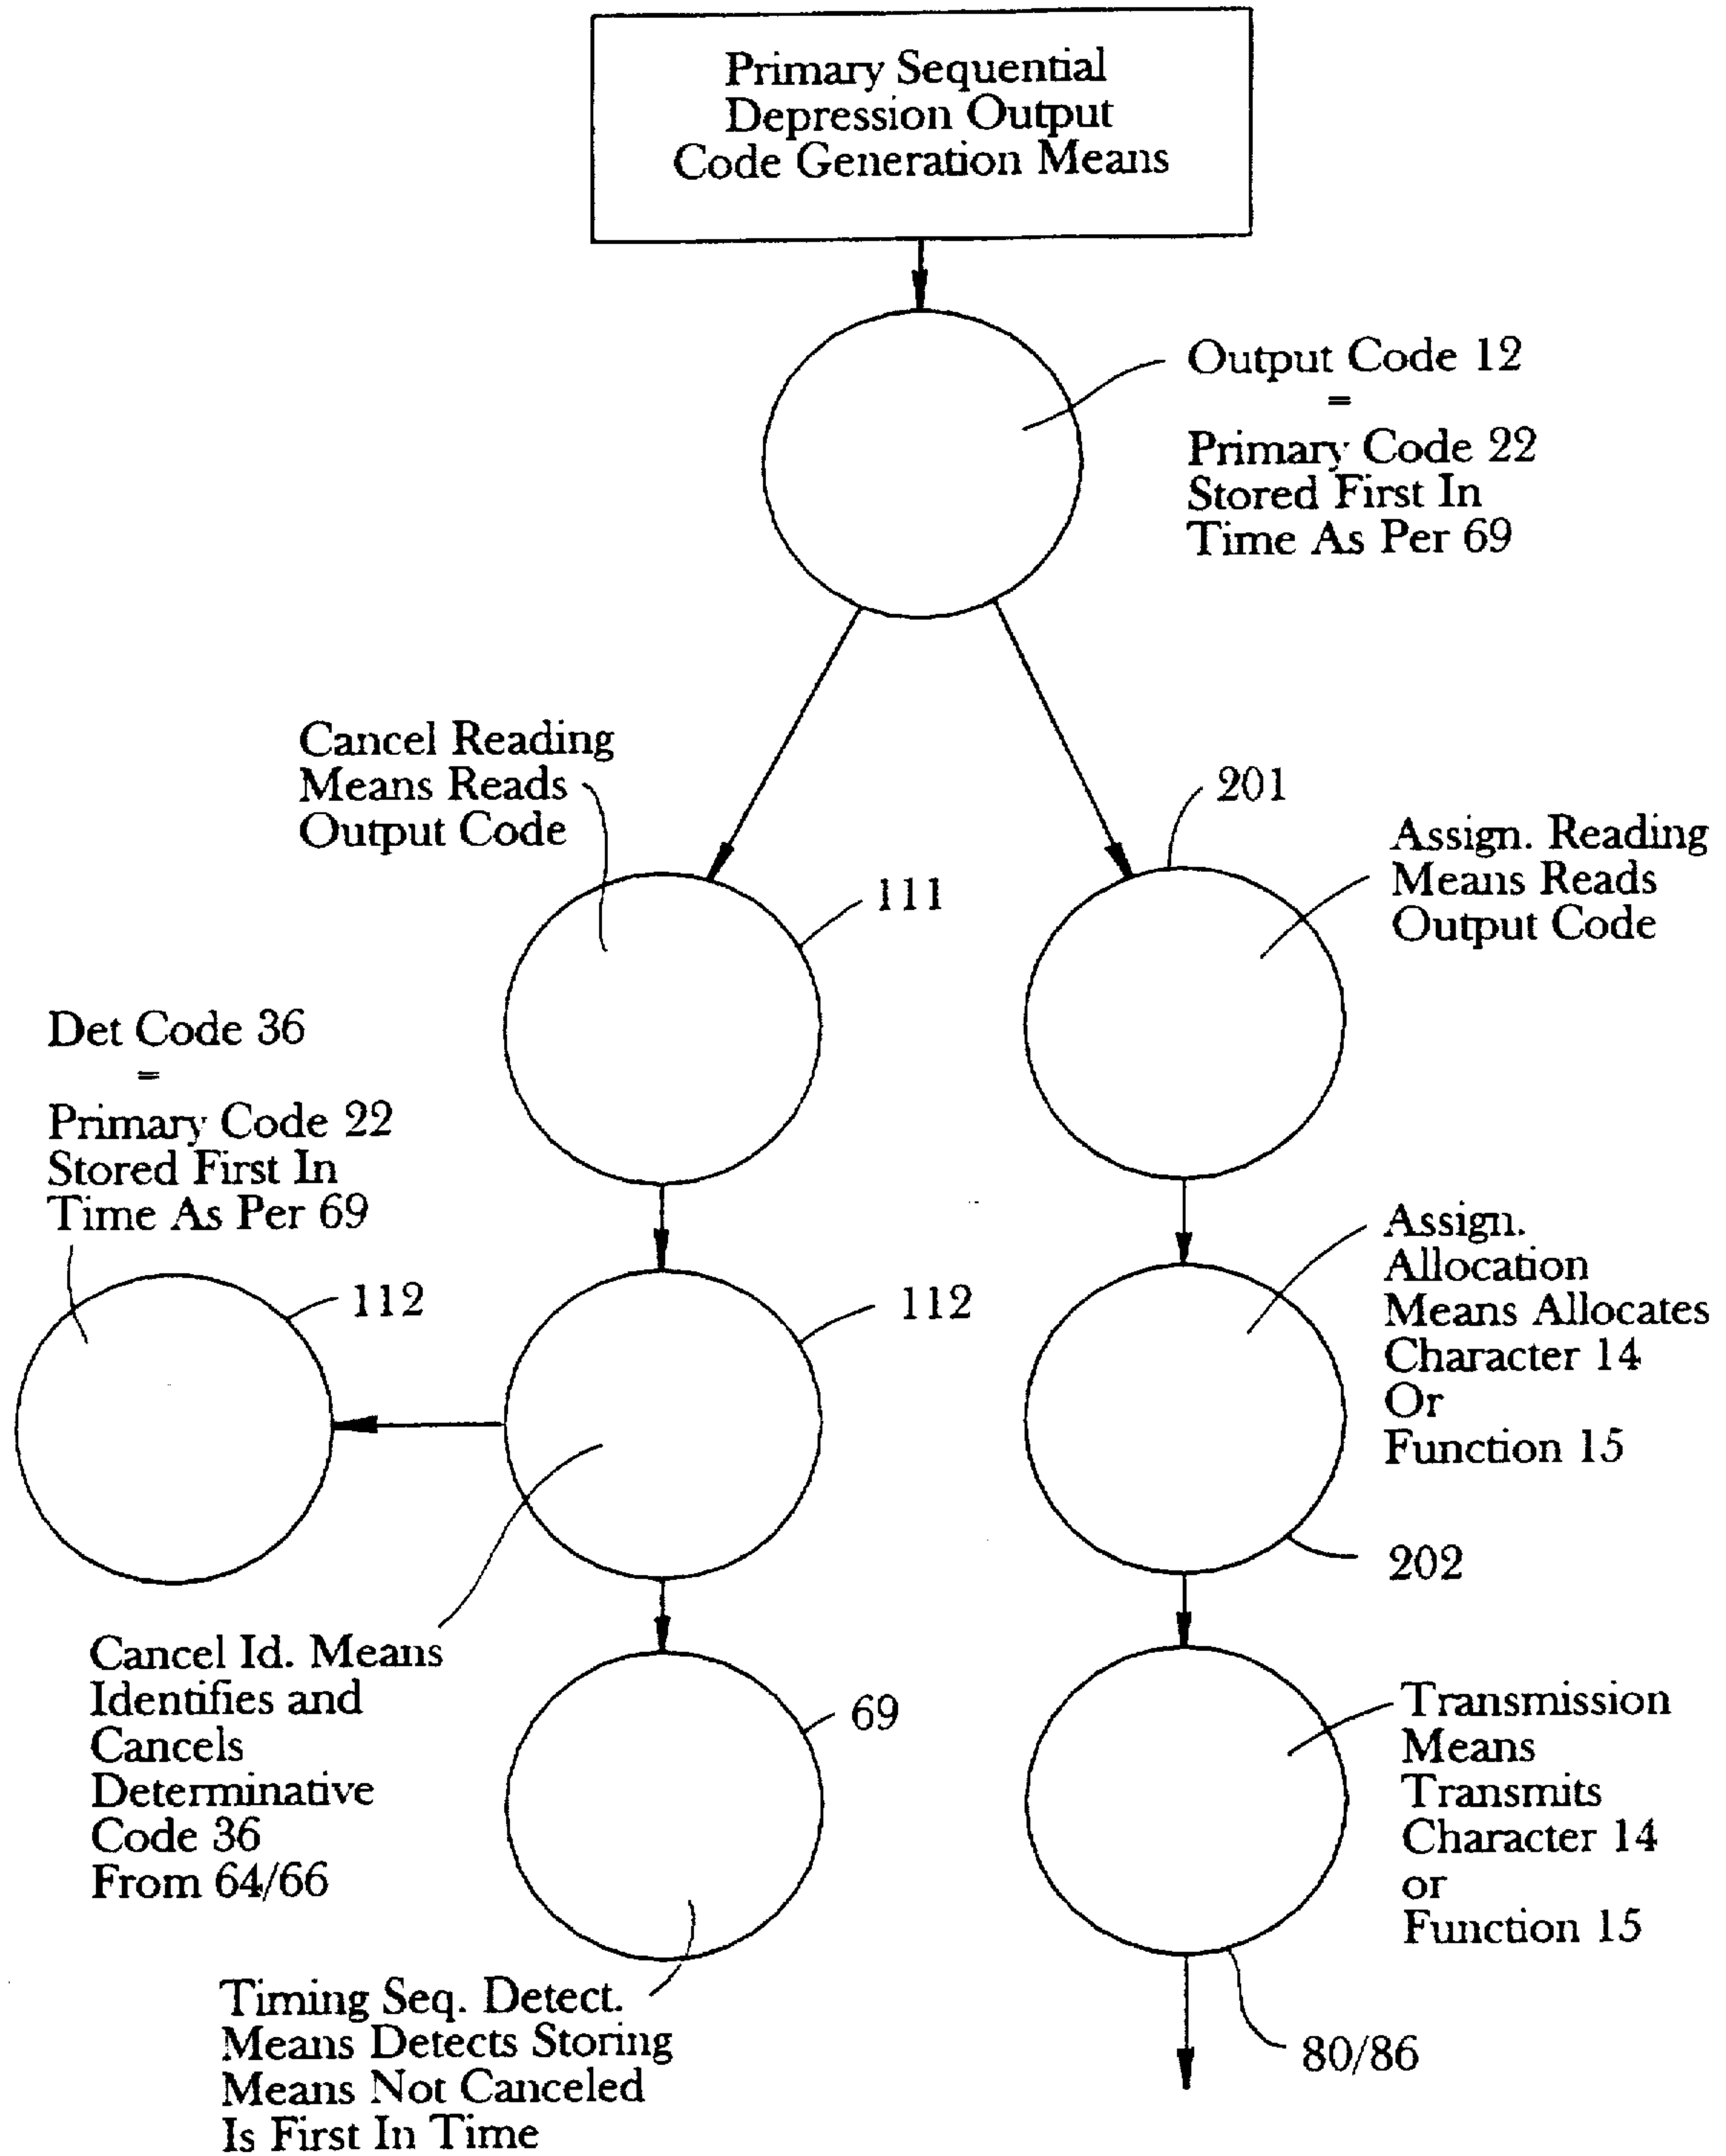 Primary Sequential
Depression Output
Code Generation Means
Output Code 12
=
Primary Code 22
Stored First In
Time As Per 69
Cancel Reading
Means Reads
Output Code
111
201
Assign. Reading
Means Reads
Output Code
Det Code 36
=
Primary Code 22
Stored First In
Time As Per 69
112
112
Assign.
Allocation
Means Allocates
Character 14
Or
Function 15
202
Cancel Id. Means
Identifies and
Cancels
Determinative
Code 36
From 64/66
69
Transmission
Means
Transmits
Character 14
or
Function 15
Timing Seq. Detect.
Means Detects Storing
Means Not Canceled
Is First In Time
80/86